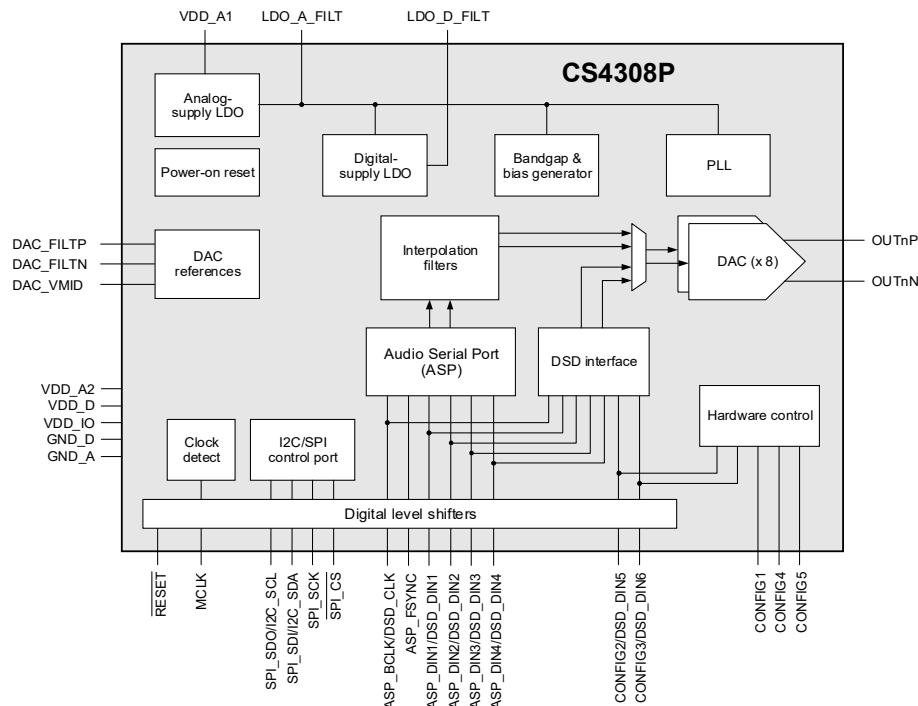 VDD_A1
LDO_A_FILT
LDO_D_FILT
CS4308P
Analog-
supply LDO
Power-on reset
Digital-
supply LDO
Bandgap &
bias generator
PLL
DAC_FILTP
DAC_FILTN
DAC_VMID
DAC
references
Interpolation
filters
DAC (x 8)
OUTnP
OUTnN
Audio Serial Port
(ASP)
DSD interface
VDD_A2
VDD_D
VDD_IO
GND_D
GND_A
Clock
detect
I2C/SPI
control port
Hardware control
Digital level shifters
RESET
MCLK
SPI_SDO/I2C_SCL
SPI_SDI/I2C_SDA
SPI_SCK
SPI_CS
ASP_BCLK/DSD_CLK
ASP_FSYNC
ASP_DIN1/DSD_DIN1
ASP_DIN2/DSD_DIN2
ASP_DIN3/DSD_DIN3
ASP_DIN4/DSD_DIN4
CONFIG2/DSD_DIN5
CONFIG3/DSD_DIN6
CONFIG1
CONFIG4
CONFIG5